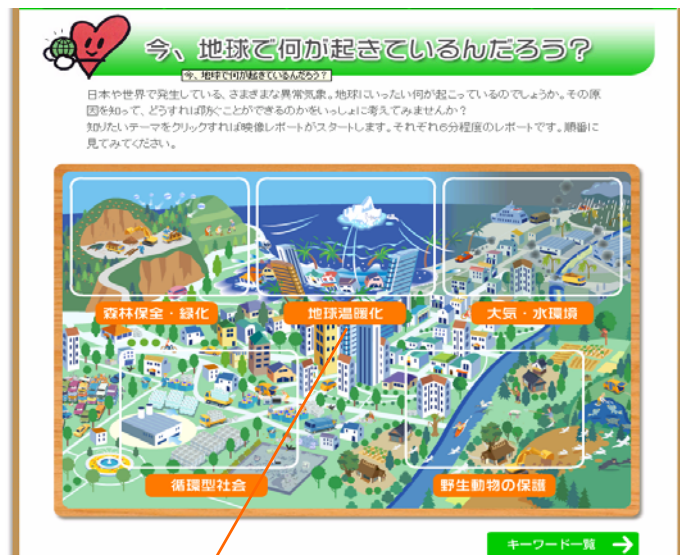 今、地球で何が起きているんだろう？
今、地球で何が起きているんだろう？
日本や世界で発生している、さまざまな異常気象。地球にいったい何が起こっているのでしょうか。その原
因を知って、どうすれば防ぐことができるのかをいっしょに考えてみませんか？
知りたいテーマをクリックすれば映像レポートがスタートします。それぞれ6分程度のレポートです。順番に
見てみてください。
森林保全・緑化
地球温暖化
大気・水環境
循環型社会
野生動物の保護
キーワード一覧